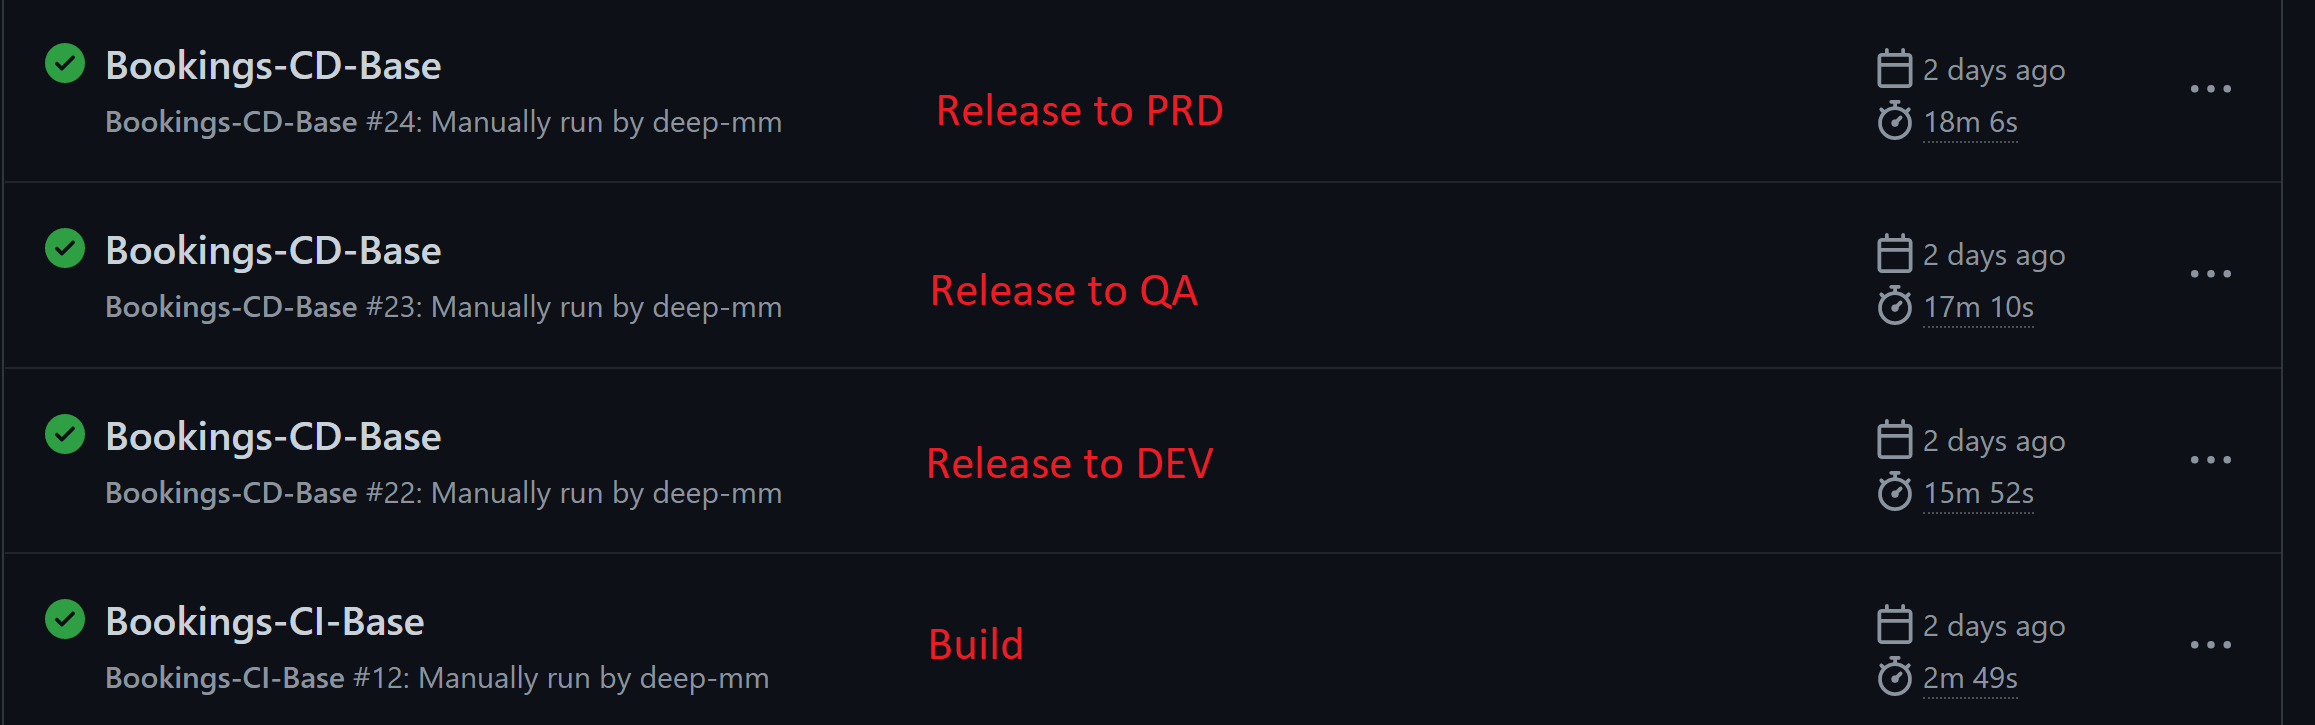 Bookings-CD-Base
Bookings-CD-Base #24: Manually run by deep-mm
Release to PRD
2 days ago
18m 6s
Bookings-CD-Base
Bookings-CD-Base #23: Manually run by deep-mm
Release to QA
2 days ago
17m 10s
Bookings-CD-Base
Bookings-CD-Base #22: Manually run by deep-mm
Release to DEV
2 days ago
15m 52s
Bookings-CI-Base
Bookings-CI-Base #12: Manually run by deep-mm
Build
2 days ago
2m 49s